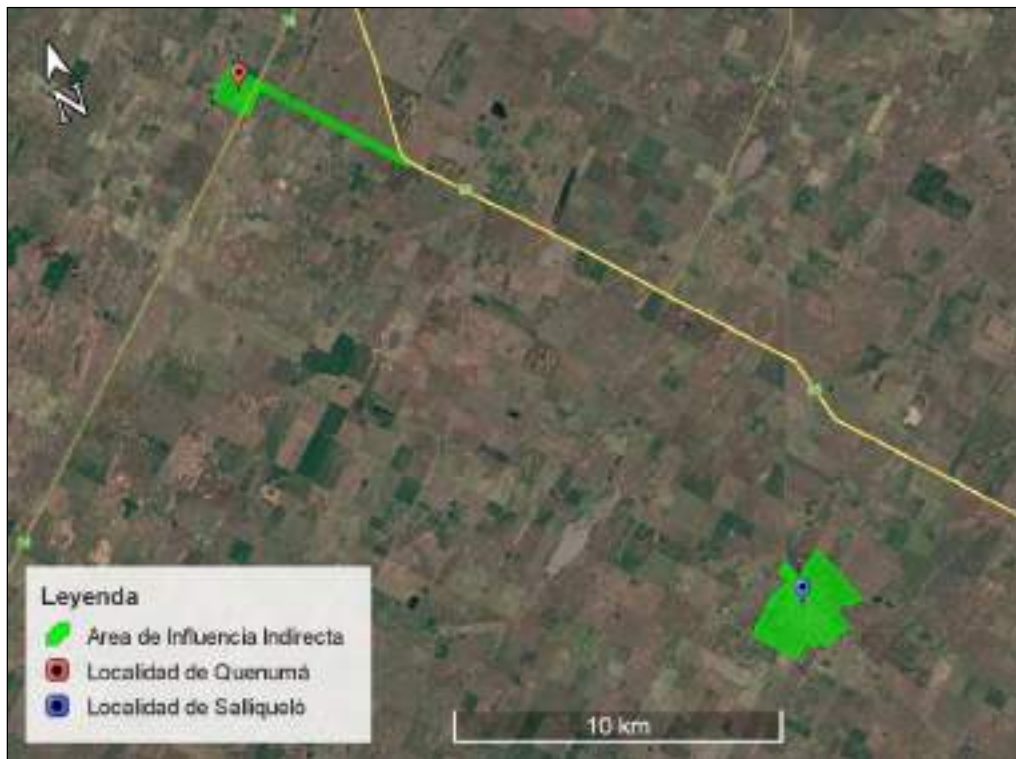 N
Leyenda
Area de Influencia Indirecta
Localidad de Quenumá
Localidad de Salliqueló
10 km